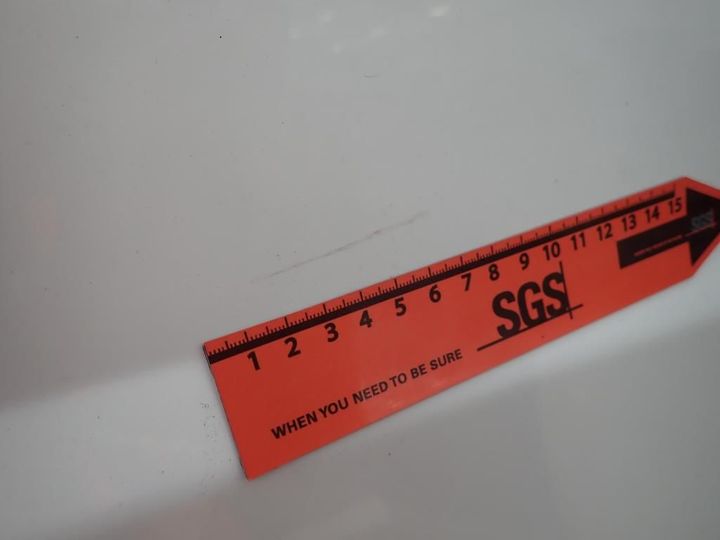 1 2 3 4 5 6 7 8 9 10 11 12 13 14 15
SGS
WHEN YOU NEED TO BE SURE
SGS